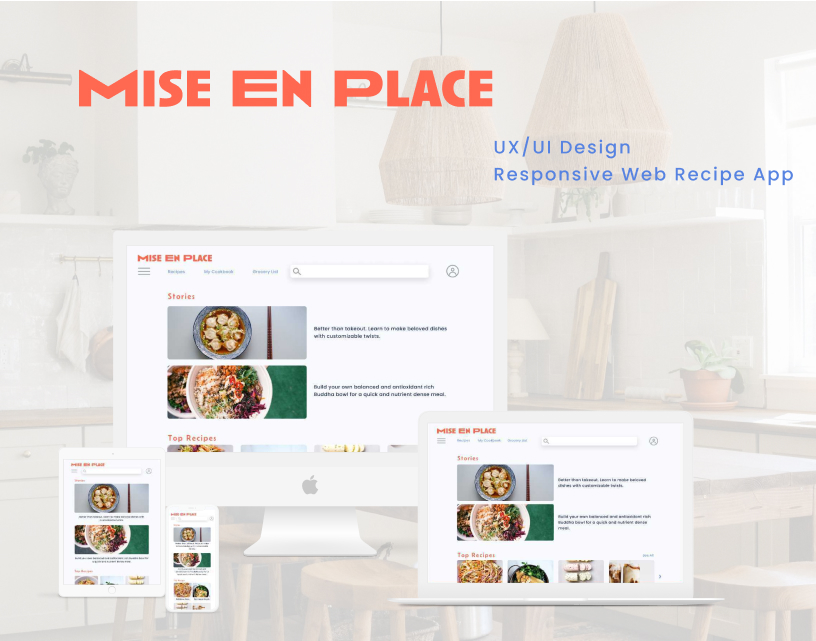 MISE EN PLACE
UX/UI Design
Responsive Web Recipe App
MISE EN PLACE
Recipes My Cookbook Grocery List
Stories
Better than takeout. Learn to make beloved dishes
with customizable twists.
Build your own balanced and antioxidant rich
Buddha bowl for a quick and nutrient dense meal.
Top Recipes
MISE EN PLACE
Recipes My Cookbook Grocery List
Stories
Better than takeout. Learn to make beloved
dishes with customizable twists.
Build your own balanced and antioxidant rich
Buddha bowl for a quick and nutrient dense
meal.
Top Recipes
See All
MISE EN PLACE
Stories
Top Recipes
MISE EN PLACE